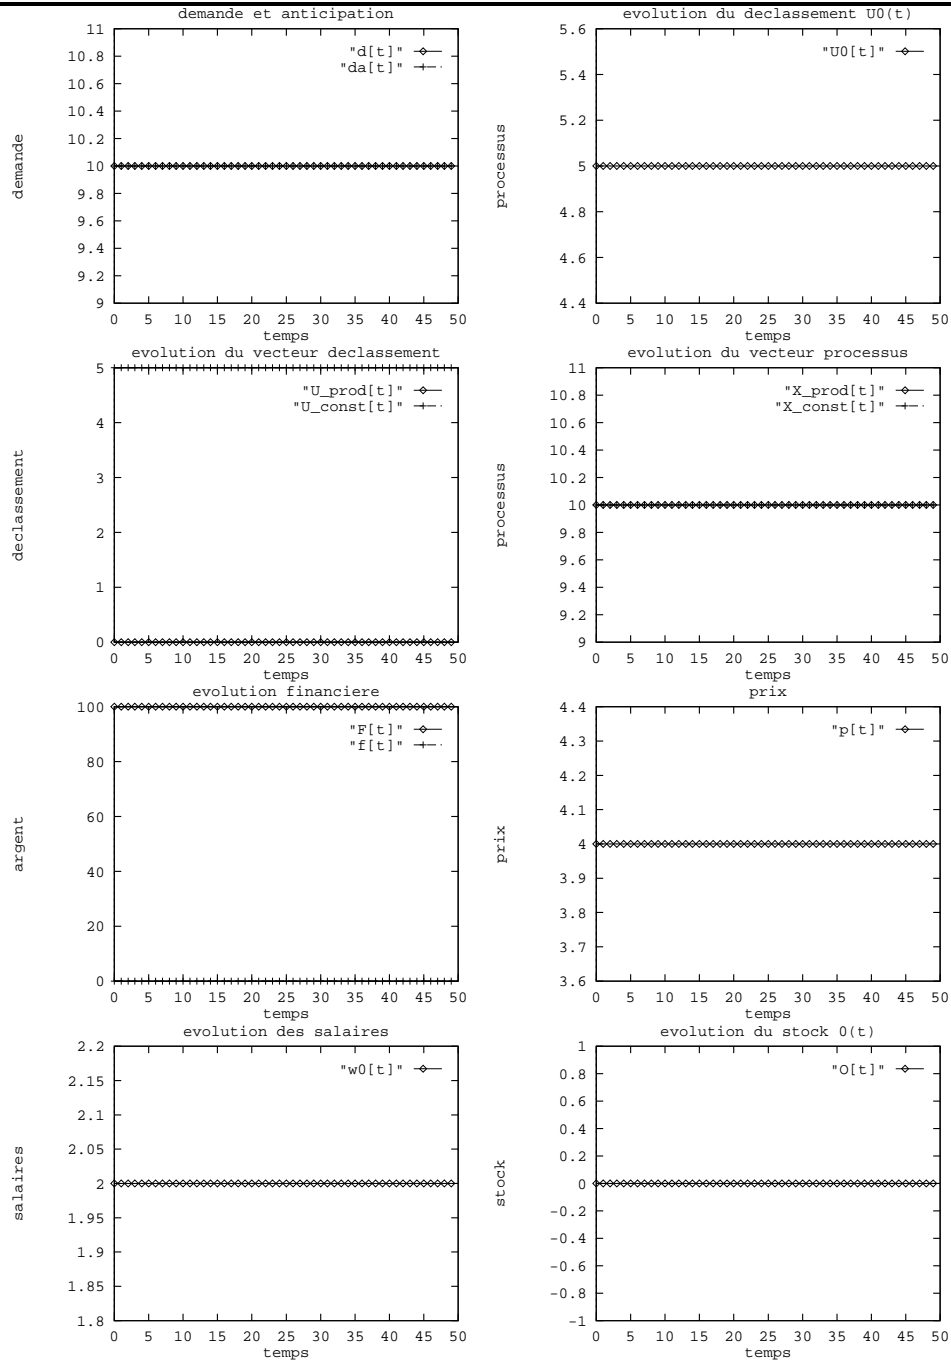 demande et anticipation
11
10.8
10.6
10.4
10.2
10
9.8
9.6
9.4
9.2
9
demande
"d[t]"
"da[t]"
0 5 10 15 20 25 30 35 40 45 50
temps
evolution du declassement U0(t)
5.6
5.4
5.2
5
4.8
4.6
4.4
processus
"U0[t]"
0 5 10 15 20 25 30 35 40 45 50
temps
evolution du vecteur declassement
5
4
3
2
1
0
declassement
"U_prod[t]"
"U_const[t]"
0 5 10 15 20 25 30 35 40 45 50
temps
evolution du vecteur processus
11
10.8
10.6
10.4
10.2
10
9.8
9.6
9.4
9.2
9
processus
"X_prod[t]"
"X_const[t]"
0 5 10 15 20 25 30 35 40 45 50
temps
evolution financiere
100
80
60
40
20
0
argent
"F[t]"
"f[t]"
0 5 10 15 20 25 30 35 40 45 50
temps
prix
4.4
4.3
4.2
4.1
4
3.9
3.8
3.7
3.6
prix
"p[t]"
0 5 10 15 20 25 30 35 40 45 50
temps
evolution des salaires
2.2
2.15
2.1
2.05
2
1.95
1.9
1.85
1.8
salaires
"w0[t]"
0 5 10 15 20 25 30 35 40 45 50
temps
evolution du stock 0(t)
1
0.8
0.6
0.4
0.2
0
-0.2
-0.4
-0.6
-0.8
-1
stock
"O[t]"
0 5 10 15 20 25 30 35 40 45 50
temps